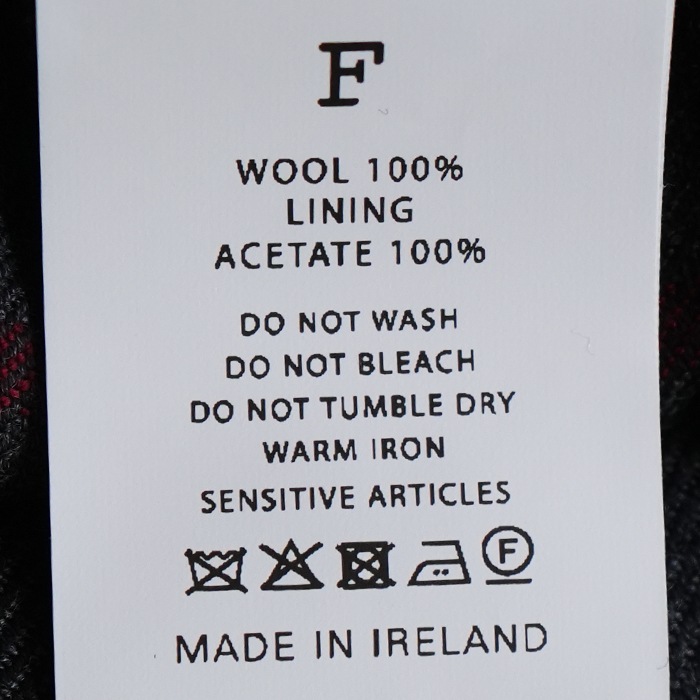 F
WOOL 100%
LINING
ACETATE 100%
DO NOT WASH
DO NOT BLEACH
DO NOT TUMBLE DRY
WARM IRON
SENSITIVE ARTICLES
F
MADE IN IRELAND